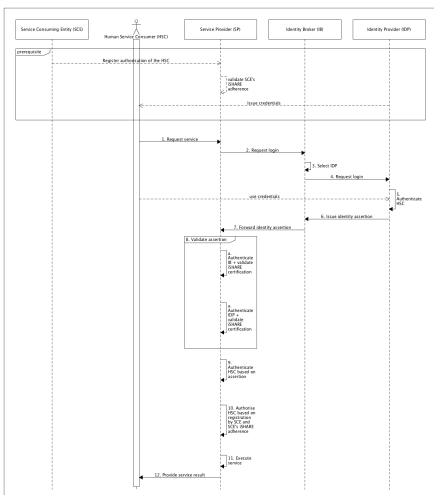 Service Consuming Entity (SCE)
Human Service Consumer (HSC)
Service Provider (SP)
Identity Broker (IB)
Identity Provider (IDP)
prerequisite
Register authorisation of the HSC
validate SCE's
iSHARE
adherence
Issue credentials
1. Request service
2. Request login
3. Select IDP
4. Request login
use credentials
5.
Authenticate
HSC
6. Issue identity assertion
7. Forward identity assertion
8. Validate assertion
a.
Authenticate
IB + validate
iSHARE
certification
a.
Authenticate
IDP +
validate
iSHARE
certification
9.
Authenticate
HSC based on
assertion
10. Authorise
HSC based on
registration
by SCE and
SCE's iSHARE
adherence
11. Execute
service
12. Provide service result